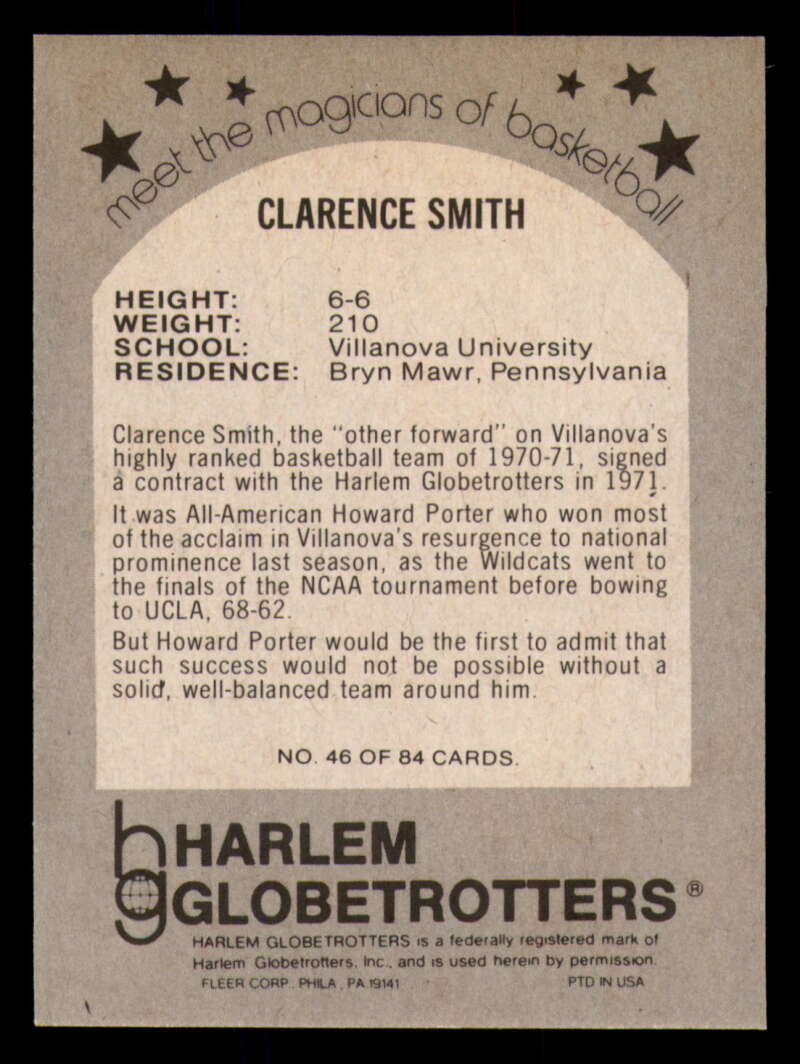 meet the magicians of basketball
CLARENCE SMITH
HEIGHT: 6-6
WEIGHT: 210
SCHOOL: Villanova University
RESIDENCE: Bryn Mawr, Pennsylvania
Clarence Smith, the "other forward" on Villanova's
highly ranked basketball team of 1970-71, signed
a contract with the Harlem Globetrotters in 1971.
It was All-American Howard Porter who won most
of the acclaim in Villanova's resurgence to national
prominence last season, as the Wildcats went to
the finals of the NCAA tournament before bowing
to UCLA, 68-62.
But Howard Porter would be the first to admit that
such success would not be possible without a
solid, well-balanced team around him.
NO. 46 OF 84 CARDS.
hg HARLEM
GLOBETROTTERS®
HARLEM GLOBETROTTERS is a federally registered mark of
Harlem Globetrotters, Inc., and is used herein by permission.
FLEER CORP. PHILA., PA 19141 PTD IN USA